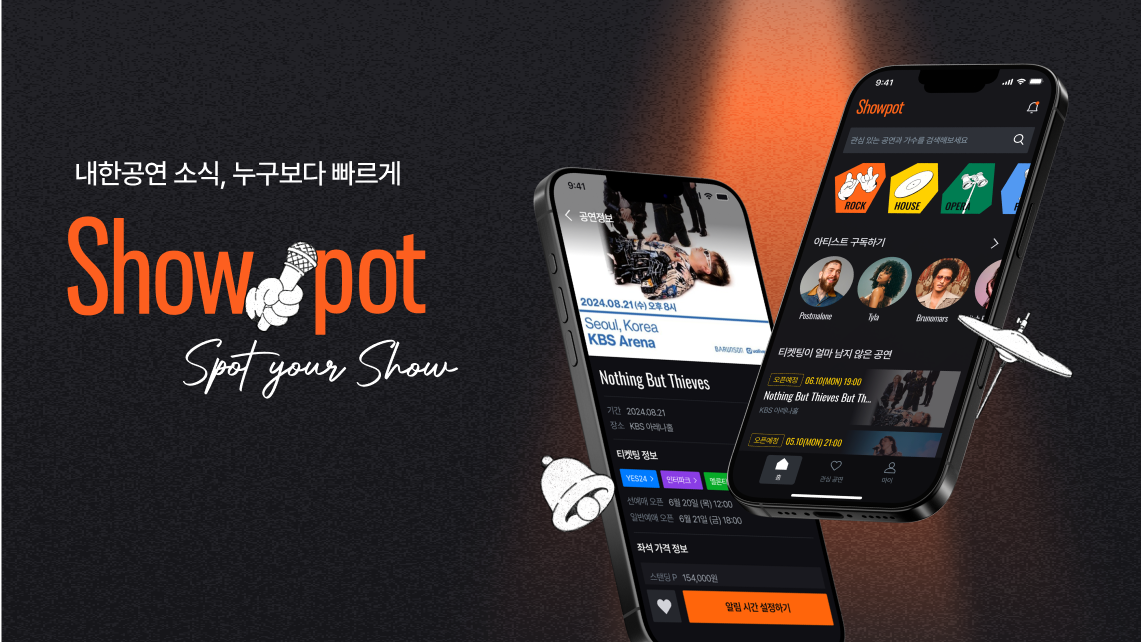 내한공연 소식, 누구보다 빠르게
Show pot
Spot your Show
9:41
공연정보
2024.08.21(수) 오후 8시
Seoul, Korea
KBS Arena
Nothing But Thieves
기간 2024.08.21
장소 KBS 아레나홀
티켓팅 정보
YES24 >
인터파크 >
멜론티
선예매 오픈 6월 20일 (목) 12:00
일반예매 오픈 6월 21일 (금) 18:00
좌석 가격 정보
스탠딩 P 154,000원
알림 시간 설정하기
9:41
Showpot
관심 있는 공연과 가수를 검색해보세요
ROCK
HOUSE
OPERA
아티스트 구독하기
Postmalone
Tyla
Brunomars
티켓팅이 얼마 남지 않은 공연
오픈예정 06.10(MON) 19:00
Nothing But Thieves But Th...
KBS 아레나홀
오픈예정 05.10(MON) 21:00
홈
관심 공연
마이